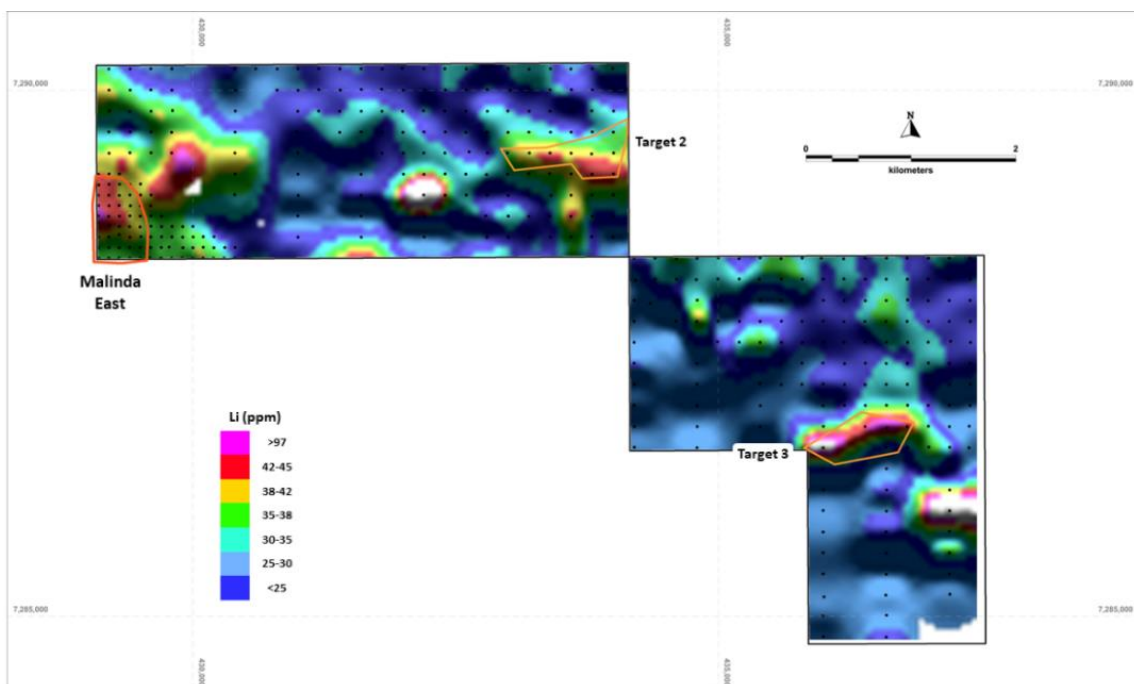 430,000
435,000
7,290,000
7,290,000
N
0
2
kilometers
Target 2
Malinda
East
Li (ppm)
>97
42-45
38-42
35-38
30-35
25-30
<25
Target 3
7,285,000
7,285,000
430,000
435,000